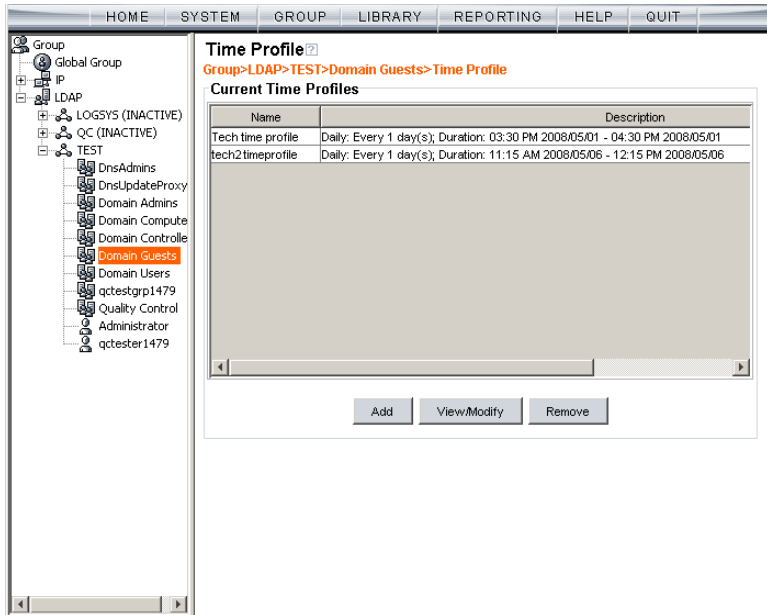 HOME SYSTEM GROUP LIBRARY REPORTING HELP QUIT
Group
Global Group
IP
LDAP
LOGSYS (INACTIVE)
QC (INACTIVE)
TEST
DnsAdmins
DnsUpdateProxy
Domain Admins
Domain Compute
Domain Controlle
Domain Guests
Domain Users
qctestgrp1479
Quality Control
Administrator
qctester1479
Time Profile ?
Group>LDAP>TEST>Domain Guests>Time Profile
Current Time Profiles
Name Description
Tech time profile Daily: Every 1 day(s); Duration: 03:30 PM 2008/05/01 - 04:30 PM 2008/05/01
tech2timeprofile Daily: Every 1 day(s); Duration: 11:15 AM 2008/05/06 - 12:15 PM 2008/05/06
Add View/Modify Remove